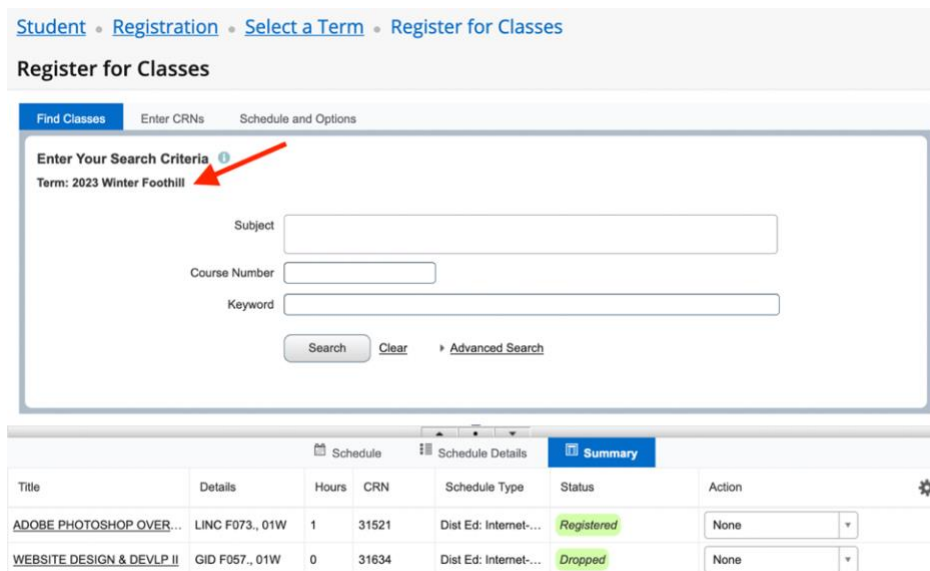 Student • Registration • Select a Term • Register for Classes
Register for Classes
Find Classes Enter CRNs Schedule and Options
Enter Your Search Criteria
Term: 2023 Winter Foothill
Subject
Course Number
Keyword
Search Clear Advanced Search
Schedule Schedule Details Summary
Title Details Hours CRN Schedule Type Status Action
ADOBE PHOTOSHOP OVER... LINC F073., 01W 1 31521 Dist Ed: Internet-... Registered None
WEBSITE DESIGN & DEVLP II GID F057., 01W 0 31634 Dist Ed: Internet-... Dropped None